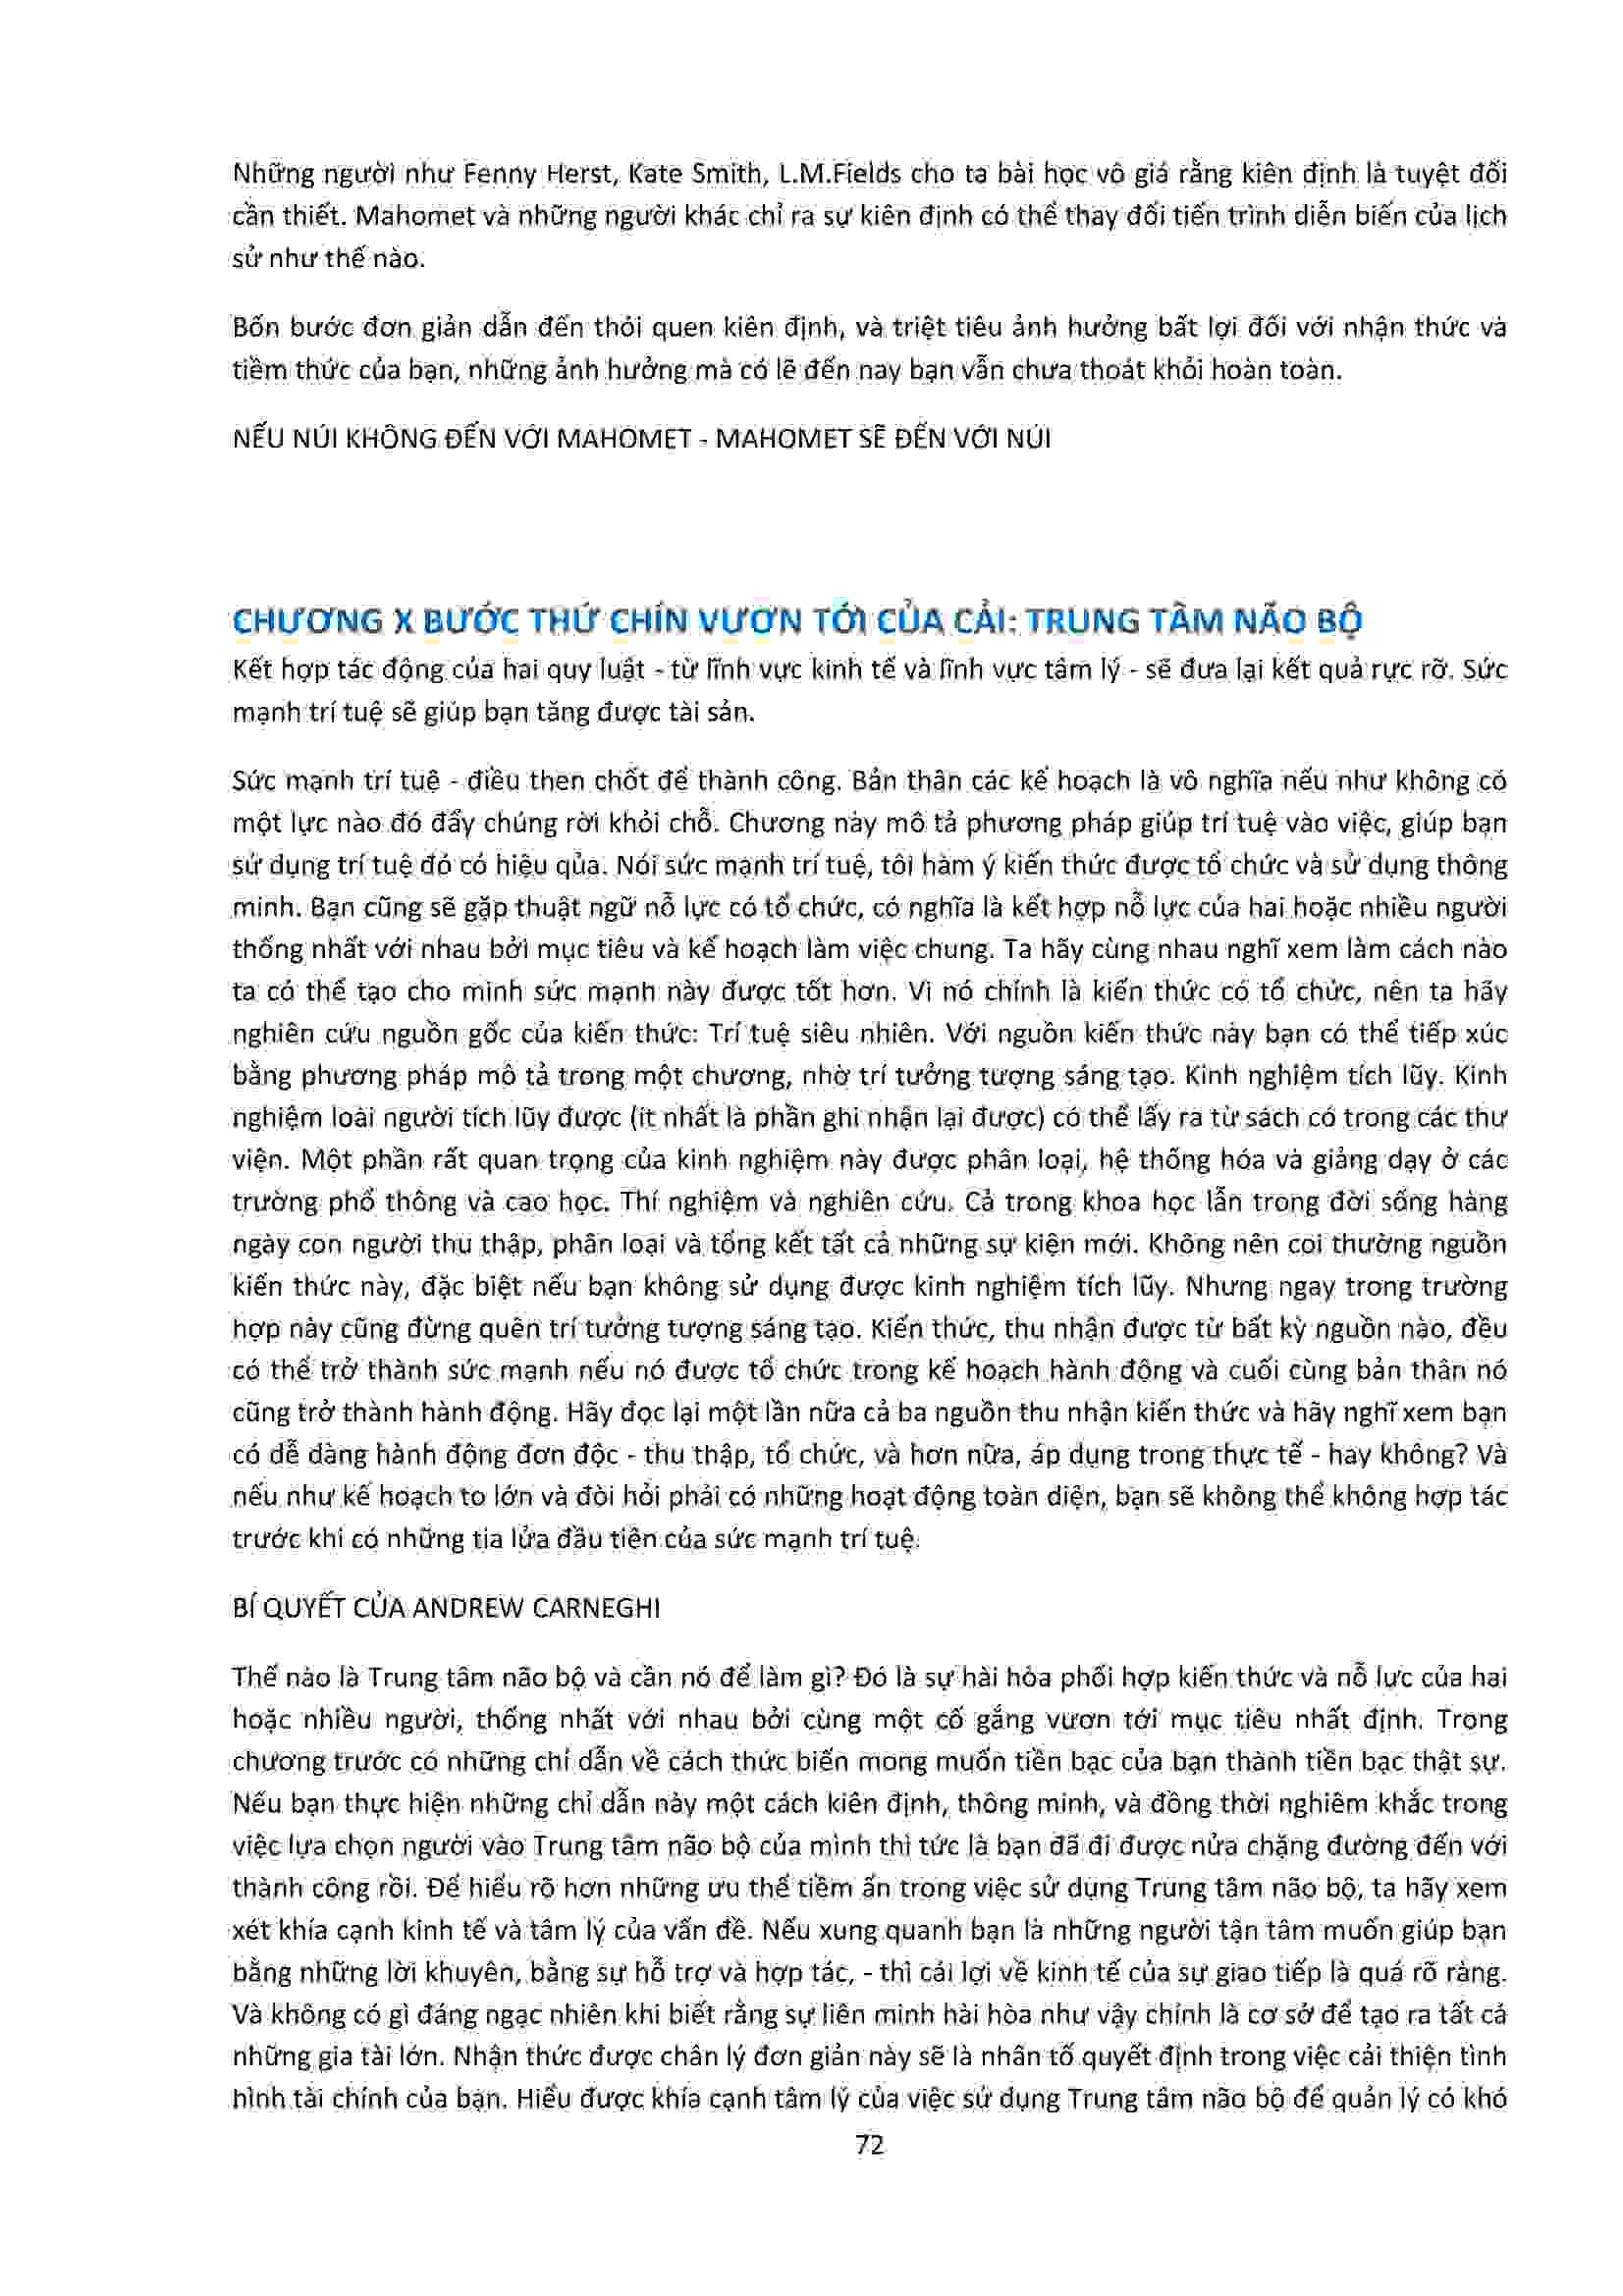 Những người như Fenny Herst, Kate Smith, L.M.Fields cho ta bài học vô giá rằng kiên định là tuyệt đối
cần thiết. Mahomet và những người khác chỉ ra sự kiên định có thể thay đổi tiến trình diễn biến của lịch
sử như thế nào.
Bốn bước đơn giản dẫn đến thói quen kiên định, và triệt tiêu ảnh hưởng bất lợi đối với nhận thức và
tiềm thức của bạn, những ảnh hưởng mà có lẽ đến nay bạn vẫn chưa thoát khỏi hoàn toàn.
NẾU NÚI KHÔNG ĐẾN VỚI MAHOMET - MAHOMET SẼ ĐẾN VỚI NÚI
CHƯƠNG X BƯỚC THỨ CHÍN VƯƠN TỚI CỦA CẢI: TRUNG TÂM NÃO BỘ
Kết hợp tác động của hai quy luật - từ lĩnh vực kinh tế và lĩnh vực tâm lý - sẽ đưa lại kết quả rực rỡ. Sức
mạnh trí tuệ sẽ giúp bạn tăng được tài sản.
Sức mạnh trí tuệ - điều then chốt để thành công. Bản thân các kế hoạch là vô nghĩa nếu như không có
một lực nào đó đẩy chúng rời khỏi chỗ. Chương này mô tả phương pháp giúp trí tuệ vào việc, giúp bạn
sử dụng trí tuệ đó có hiệu qủa. Nói sức mạnh trí tuệ, tôi hàm ý kiến thức được tổ chức và sử dụng thông
minh. Bạn cũng sẽ gặp thuật ngữ nỗ lực có tổ chức, có nghĩa là kết hợp nỗ lực của hai hoặc nhiều người
thống nhất với nhau bởi mục tiêu và kế hoạch làm việc chung. Ta hãy cùng nhau nghĩ xem làm cách nào
ta có thể tạo cho mình sức mạnh này được tốt hơn. Vì nó chính là kiến thức có tổ chức, nên ta hãy
nghiên cứu nguồn gốc của kiến thức: Trí tuệ siêu nhiên. Với nguồn kiến thức này bạn có thể tiếp xúc
bằng phương pháp mô tả trong một chương, nhờ trí tưởng tượng sáng tạo. Kinh nghiệm tích lũy. Kinh
nghiệm loài người tích lũy được (ít nhất là phần ghi nhận lại được) có thể lấy ra từ sách có trong các thư
viện. Một phần rất quan trọng của kinh nghiệm này được phân loại, hệ thống hóa và giảng dạy ở các
trường phổ thông và cao học. Thí nghiệm và nghiên cứu. Cả trong khoa học lẫn trong đời sống hàng
ngày con người thu thập, phân loại và tổng kết tất cả những sự kiện mới. Không nên coi thường nguồn
kiến thức này, đặc biệt nếu bạn không sử dụng được kinh nghiệm tích lũy. Nhưng ngay trong trường
hợp này cũng đừng quên trí tưởng tượng sáng tạo. Kiến thức, thu nhận được từ bất kỳ nguồn nào, đều
có thể trở thành sức mạnh nếu nó được tổ chức trong kế hoạch hành động và cuối cùng bản thân nó
cũng trở thành hành động. Hãy đọc lại một lần nữa cả ba nguồn thu nhận kiến thức và hãy nghĩ xem bạn
có dễ dàng hành động đơn độc - thu thập, tổ chức, và hơn nữa, áp dụng trong thực tế - hay không? Và
nếu như kế hoạch to lớn và đòi hỏi phải có những hoạt động toàn diện, bạn sẽ không thể không hợp tác
trước khi có những tia lửa đầu tiên của sức mạnh trí tuệ.
BÍ QUYẾT CỦA ANDREW CARNEGHI
Thế nào là Trung tâm não bộ và cần nó để làm gì? Đó là sự hài hòa phối hợp kiến thức và nỗ lực của hai
hoặc nhiều người, thống nhất với nhau bởi cùng một cố gắng vươn tới mục tiêu nhất định. Trong
chương trước có những chỉ dẫn về cách thức biến mong muốn tiền bạc của bạn thành tiền bạc thật sự.
Nếu bạn thực hiện những chỉ dẫn này một cách kiên định, thông minh, và đồng thời nghiêm khắc trong
việc lựa chọn người vào Trung tâm não bộ của mình thì tức là bạn đã đi được nửa chặng đường đến với
thành công rồi. Để hiểu rõ hơn những ưu thế tiềm ẩn trong việc sử dụng Trung tâm não bộ, ta hãy xem
xét khía cạnh kinh tế và tâm lý của vấn đề. Nếu xung quanh bạn là những người tận tâm muốn giúp bạn
bằng những lời khuyên, bằng sự hỗ trợ và hợp tác, - thì cái lợi về kinh tế của sự giao tiếp là quá rõ ràng.
Và không có gì đáng ngạc nhiên khi biết rằng sự liên minh hài hòa như vậy chính là cơ sở để tạo ra tất cả
những gia tài lớn. Nhận thức được chân lý đơn giản này sẽ là nhân tố quyết định trong việc cải thiện tình
hình tài chính của bạn. Hiểu được khía cạnh tâm lý của việc sử dụng Trung tâm não bộ để quản lý có khó
72